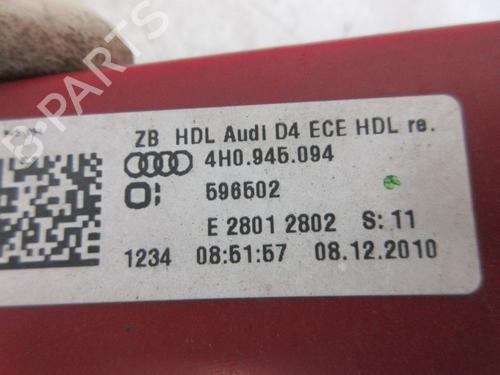 ZB HDL Audi D4 ECE HDL re.
4H0.945.094
596502
E 2801 2802 S: 11
1234 08:51:57 08.12.2010